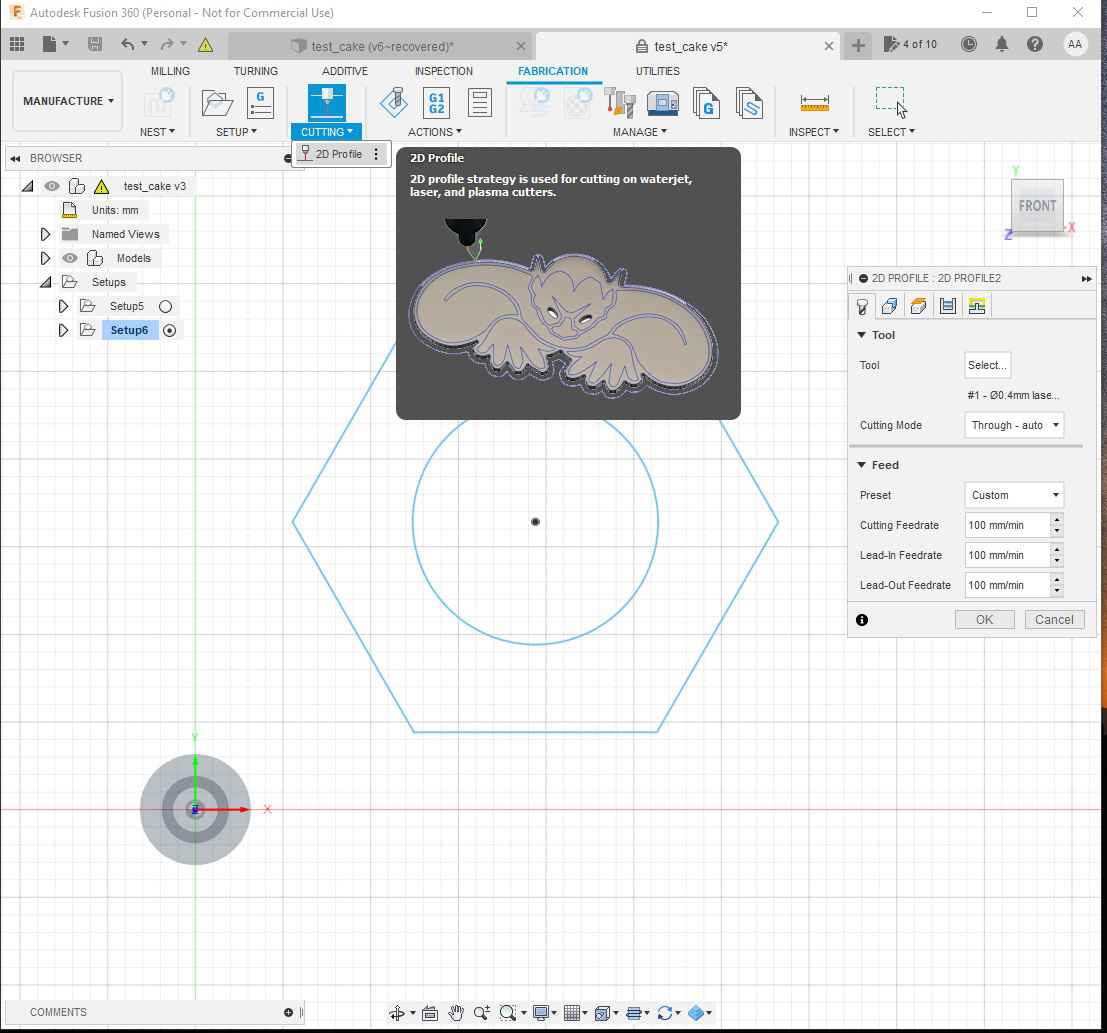 Autodesk Fusion 360 (Personal - Not for Commercial Use)
test_cake (v6~recovered)*
test_cake v5*
4 of 10
AA
MANUFACTURE
MILLING
TURNING
ADDITIVE
INSPECTION
FABRICATION
UTILITIES
G
G1
G2
G
S
NEST
SETUP
CUTTING
ACTIONS
MANAGE
INSPECT
SELECT
2D Profile
BROWSER
test_cake v3
Units: mm
Named Views
Models
Setups
Setup5
Setup6
2D Profile
2D profile strategy is used for cutting on waterjet,
laser, and plasma cutters.
Y
FRONT
Z
X
2D PROFILE : 2D PROFILE2
Tool
Tool
Select...
#1 - Ø0.4mm lase...
Cutting Mode
Through - auto
Feed
Preset
Custom
Cutting Feedrate
100 mm/min
Lead-In Feedrate
100 mm/min
Lead-Out Feedrate
100 mm/min
OK
Cancel
Y
X
COMMENTS